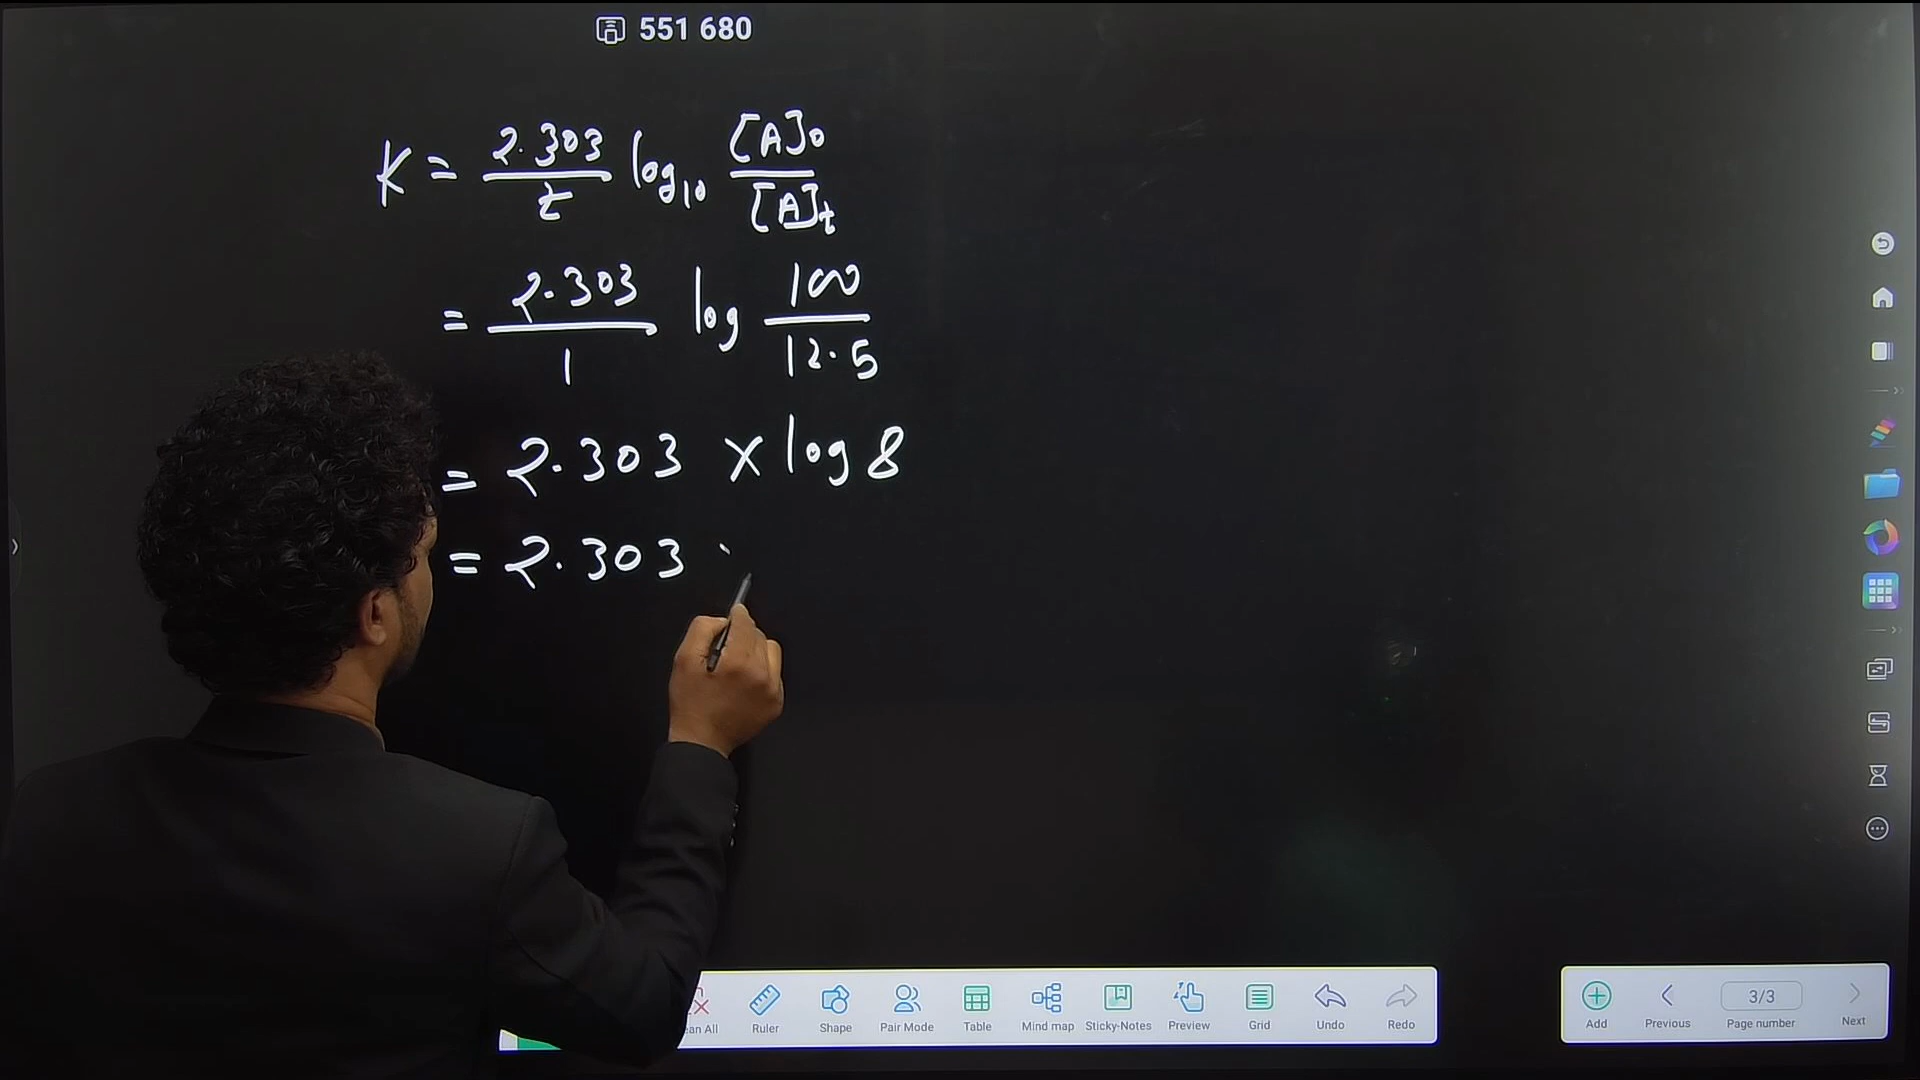 551 680
K = 2.303/t log10 [A]0/[A]t
= 2.303/1 log 100/12.5
= 2.303 × log 8
= 2.303
an All Ruler Shape Pair Mode Table Mind map Sticky-Notes Preview Grid Undo Redo
3/3
Add Previous Page number Next